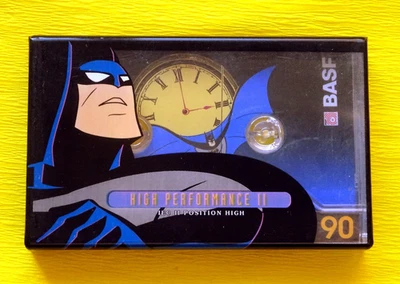 BASF
HIGH PERFORMANCE II
IEC II/POSITION HIGH
90